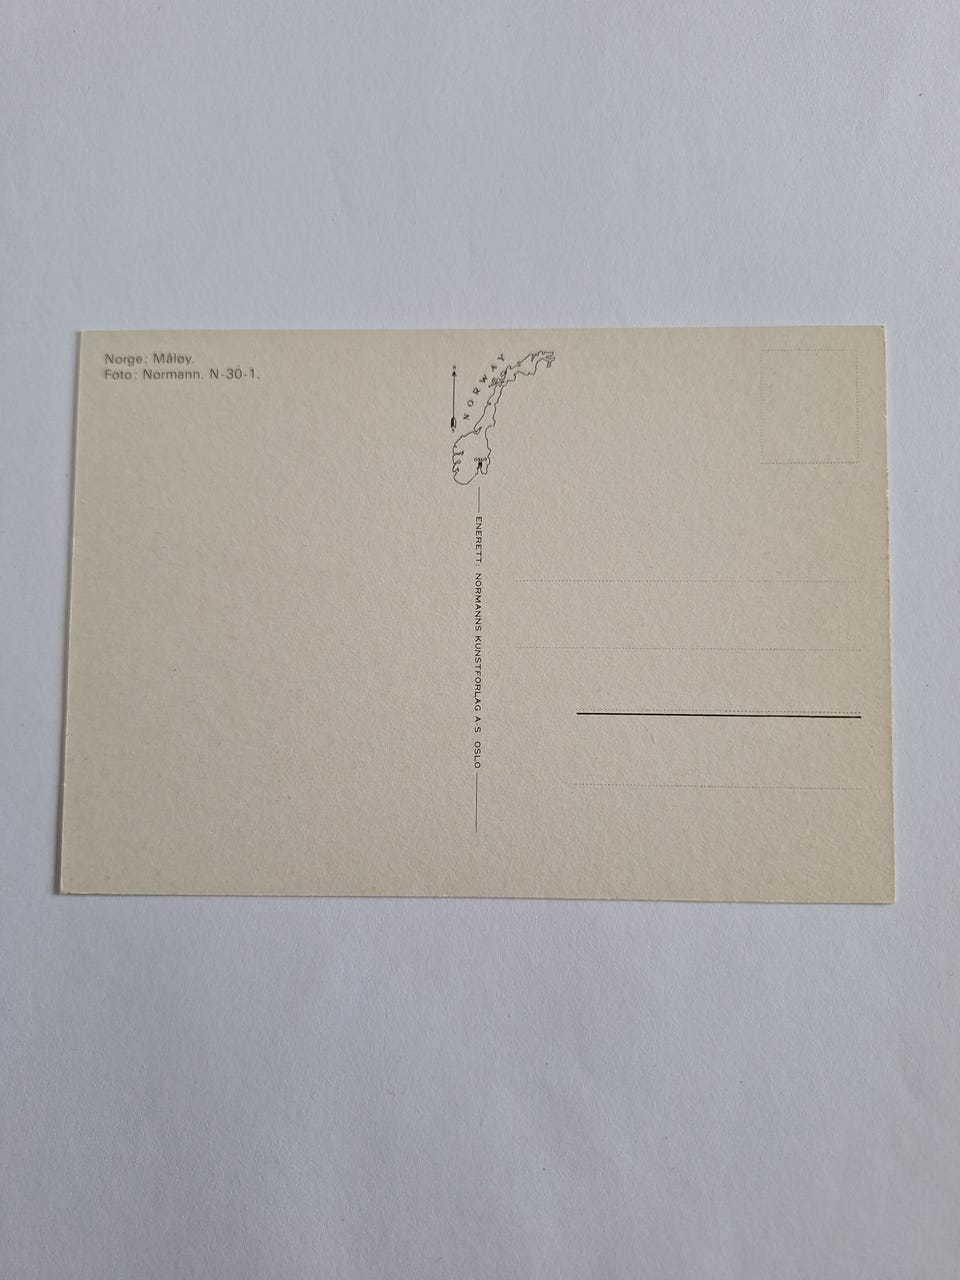 Norge: Måløy.
Foto: Normann. N-30-1.
NORWAY
OSLO
ENERETT: NORMANNS KUNSTFORLAG A·S OSLO